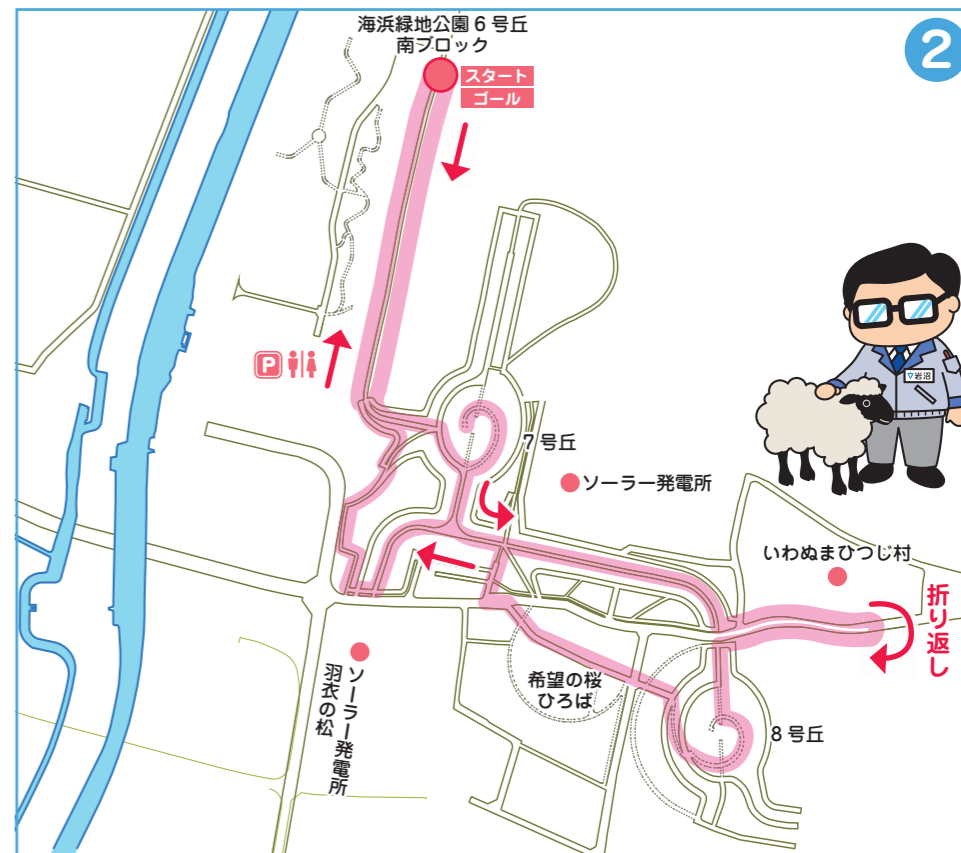 海浜緑地公園6号丘
南ブロック
スタート
ゴール
2
P
7号丘
ソーラー発電所
▽岩沼
いわぬまひつじ村
折り返し
希望の桜
ひろば
8号丘
ソーラー発電所
羽衣の松